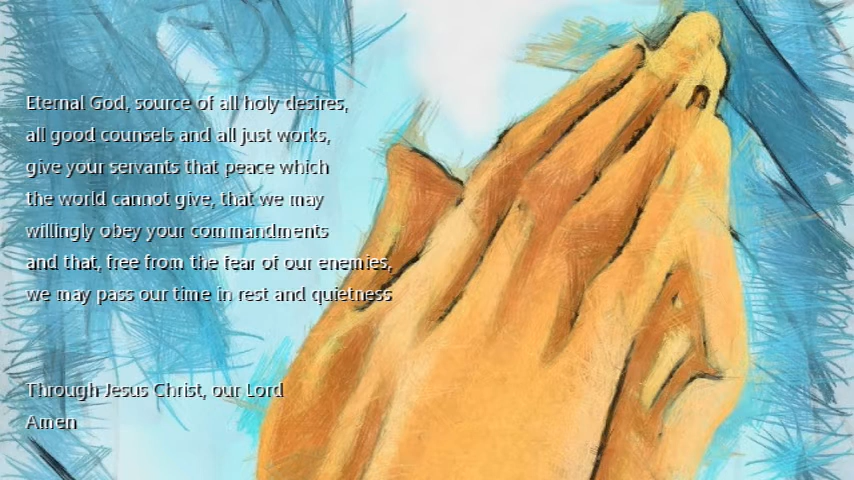 Eternal God, source of all holy desires,
all good counsels and all just works,
give your servants that peace which
the world cannot give, that we may
willingly obey your commandments
and that, free from the fear of our enemies,
we may pass our time in rest and quietness
Through Jesus Christ, our Lord
Amen